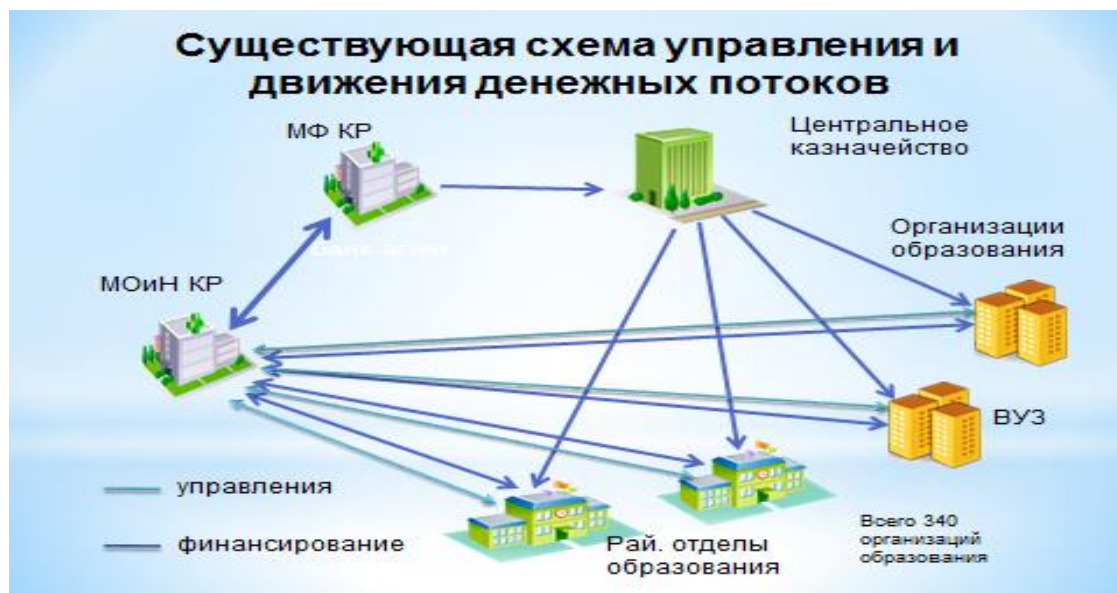 Существующая схема управления и
движения денежных потоков
МФ КР
Центральное
казначейство
Организации
образования
МОиН КР
ВУЗ
управления
финансирование
Рай. отделы
образования
Всего 340
организаций
образования